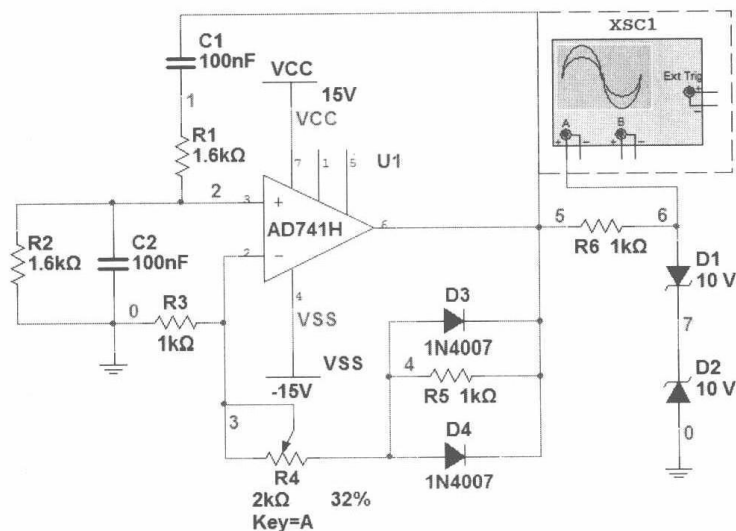 XSC1
Ext Trig
+
−
A
B
+ − + −
C1
100nF
1
VCC
15V
VCC
R1
1.6kΩ
7 1 5
U1
2
3
+
AD741H
6
2
−
4
VSS
VSS
-15V
R2
1.6kΩ
C2
100nF
0
R3
1kΩ
5
R6 1kΩ
6
D1
10 V
7
D2
10 V
0
D3
1N4007
4
R5 1kΩ
D4
1N4007
3
R4
2kΩ 32%
Key=A